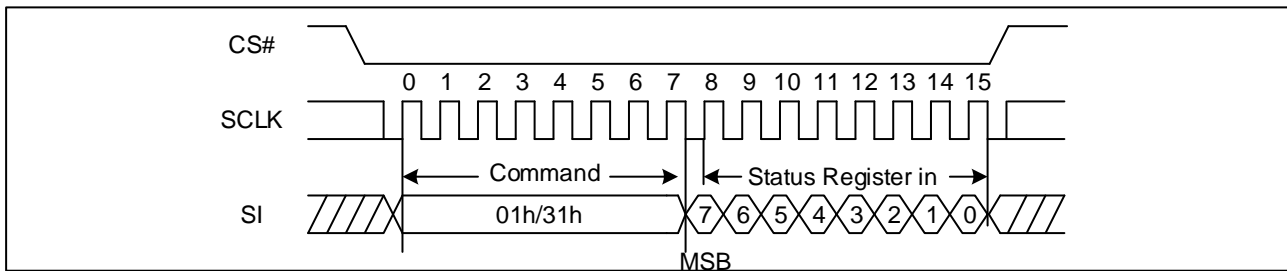 CS#
0 1 2 3 4 5 6 7 8 9 10 11 12 13 14 15
SCLK
Command Status Register in
SI 01h/31h 7 6 5 4 3 2 1 0
MSB